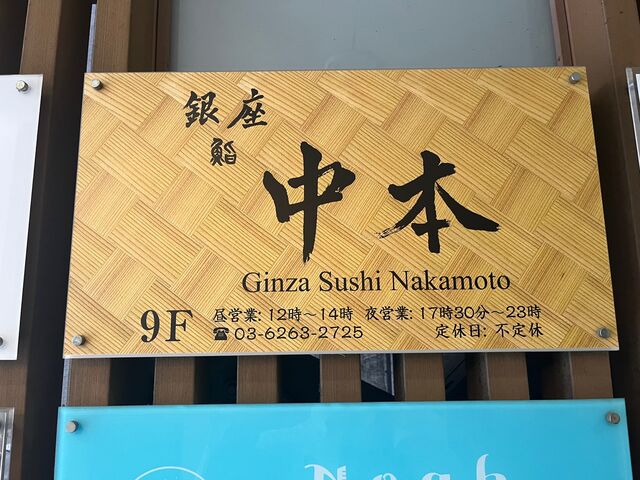 銀座
鮨
中本
Ginza Sushi Nakamoto
9F
昼営業: 12時～14時 夜営業: 17時30分～23時
☎03-6263-2725 定休日: 不定休
Noah